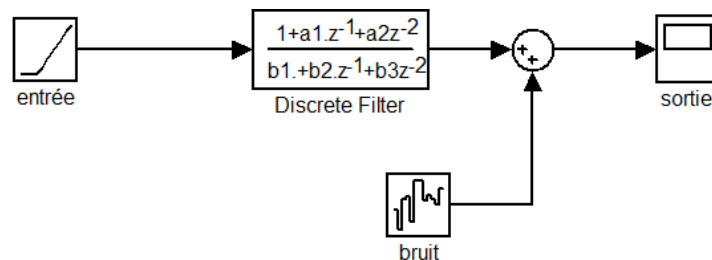 1+a1.z-1+a2z-2
b1.+b2.z-1+b3z-2
entrée
Discrete Filter
+
+
sortie
bruit